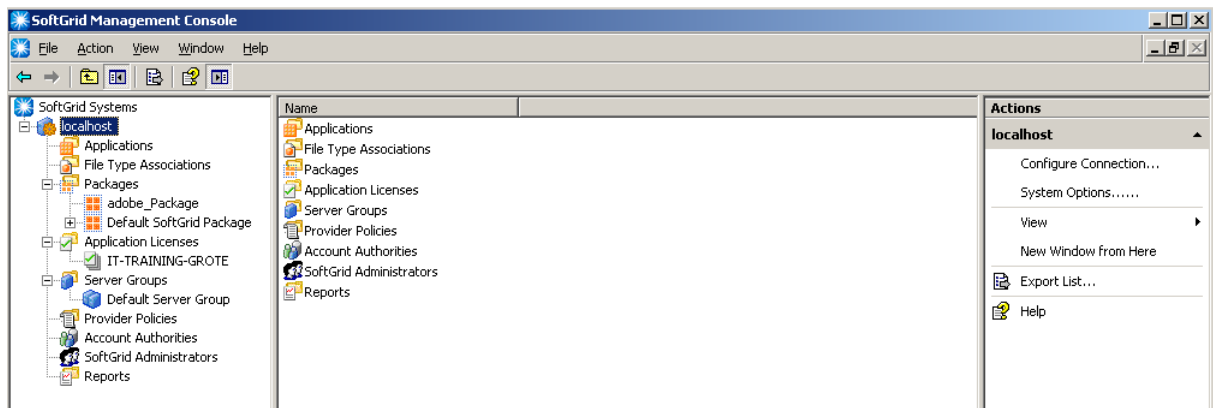 SoftGrid Management Console
File Action View Window Help
SoftGrid Systems
localhost
Applications
File Type Associations
Packages
adobe_Package
Default SoftGrid Package
Application Licenses
IT-TRAINING-GROTE
Server Groups
Default Server Group
Provider Policies
Account Authorities
SoftGrid Administrators
Reports
Name
Applications
File Type Associations
Packages
Application Licenses
Server Groups
Provider Policies
Account Authorities
SoftGrid Administrators
Reports
Actions
localhost
Configure Connection...
System Options......
View
New Window from Here
Export List...
Help